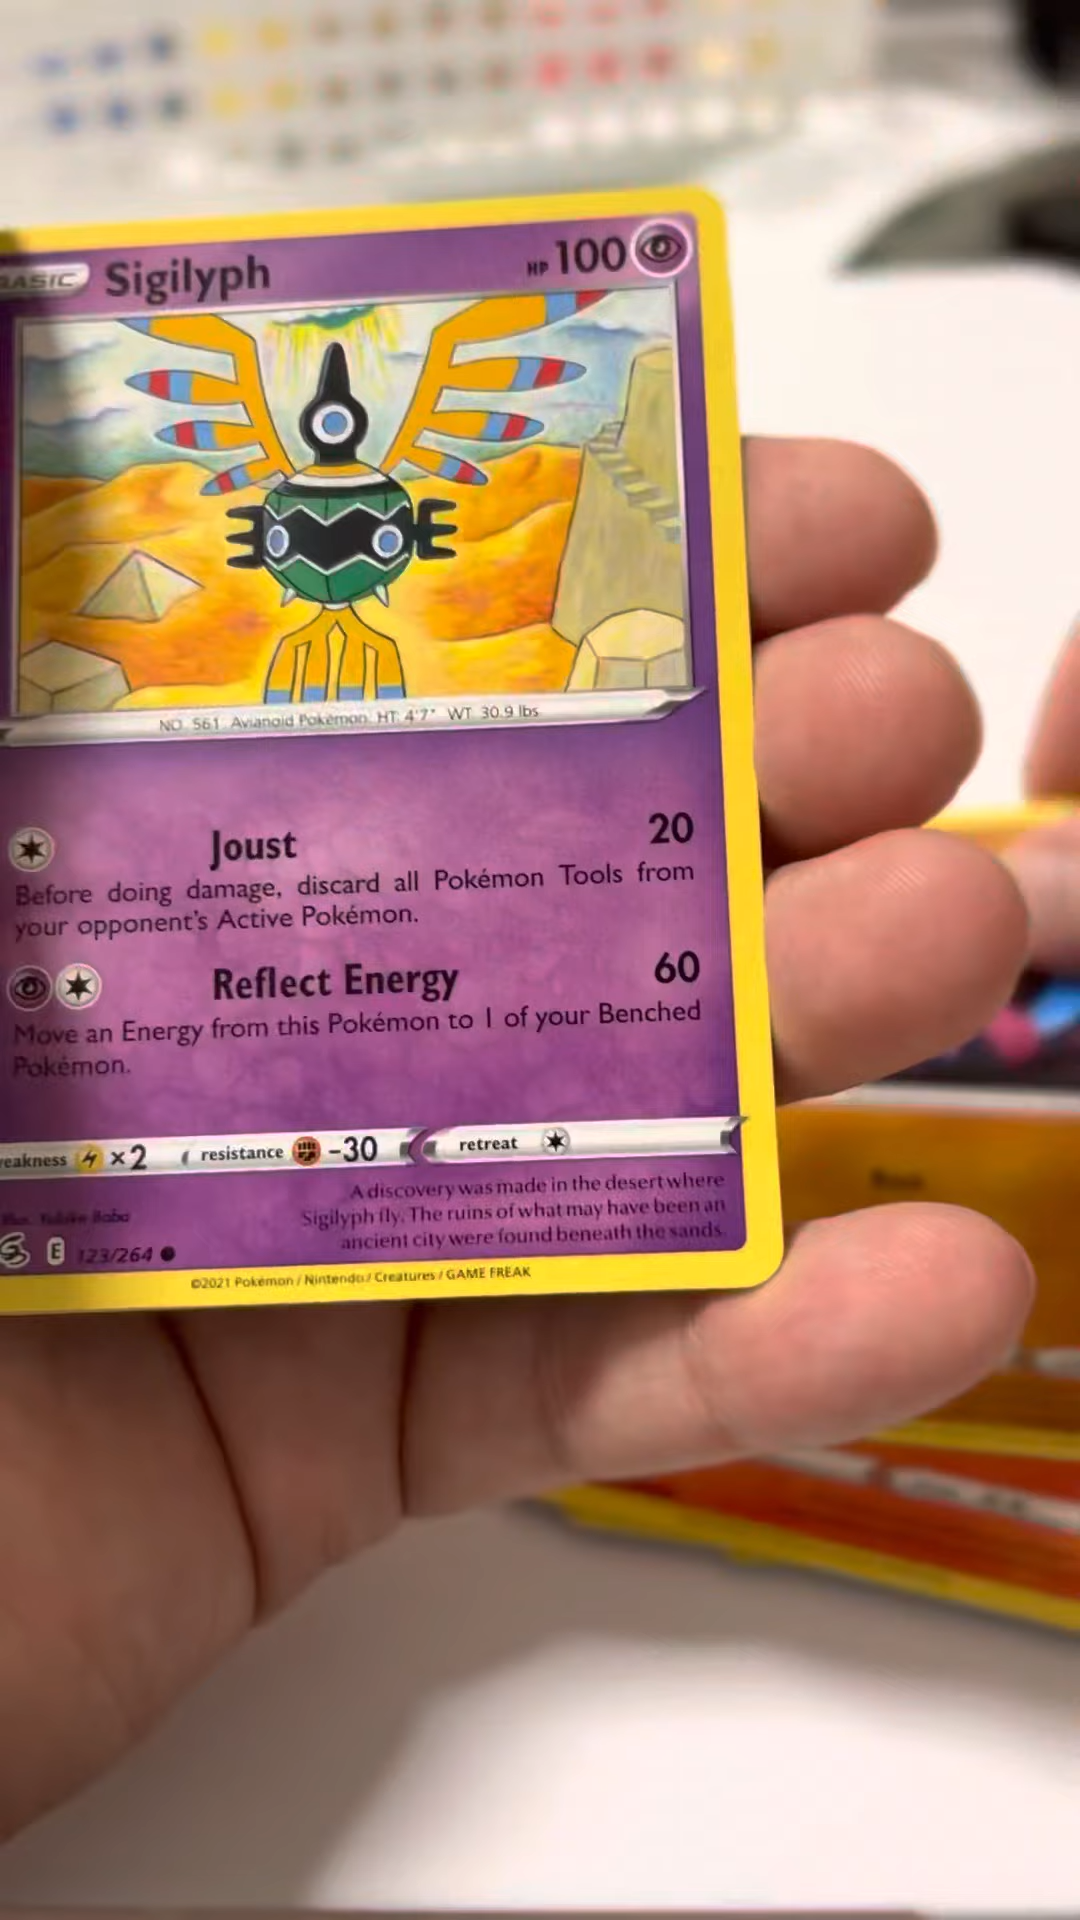 BASIC Sigilyph HP 100
NO. 561 Avianoid Pokémon HT: 4'7" WT: 30.9 lbs.
Joust 20
Before doing damage, discard all Pokémon Tools from
your opponent's Active Pokémon.
Reflect Energy 60
Move an Energy from this Pokémon to 1 of your Benched
Pokémon.
eakness ×2 resistance -30 retreat
A discovery was made in the desert where
Sigilyph fly. The ruins of what may have been an
ancient city were found beneath the sands.
E 123/264
©2021 Pokémon / Nintendo / Creatures / GAME FREAK